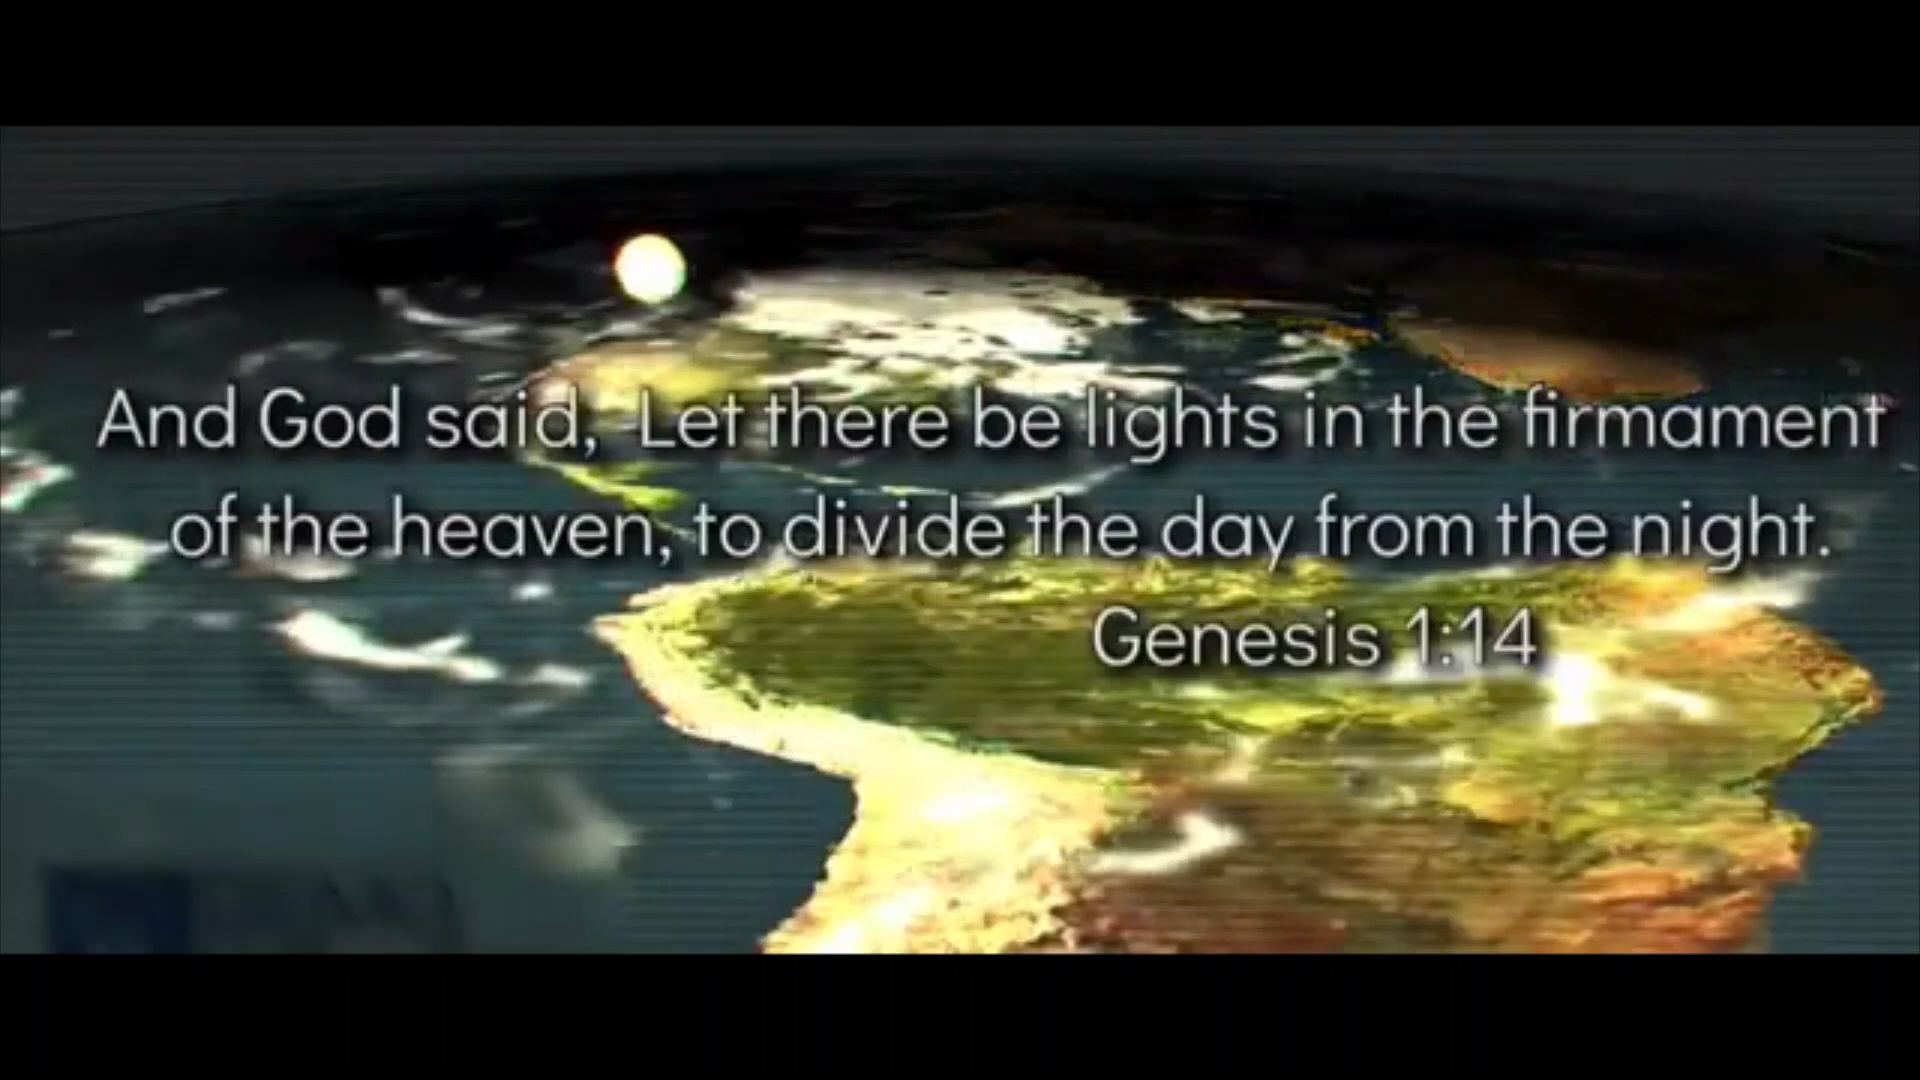 And God said, Let there be lights in the firmament
of the heaven, to divide the day from the night.
Genesis 1:14